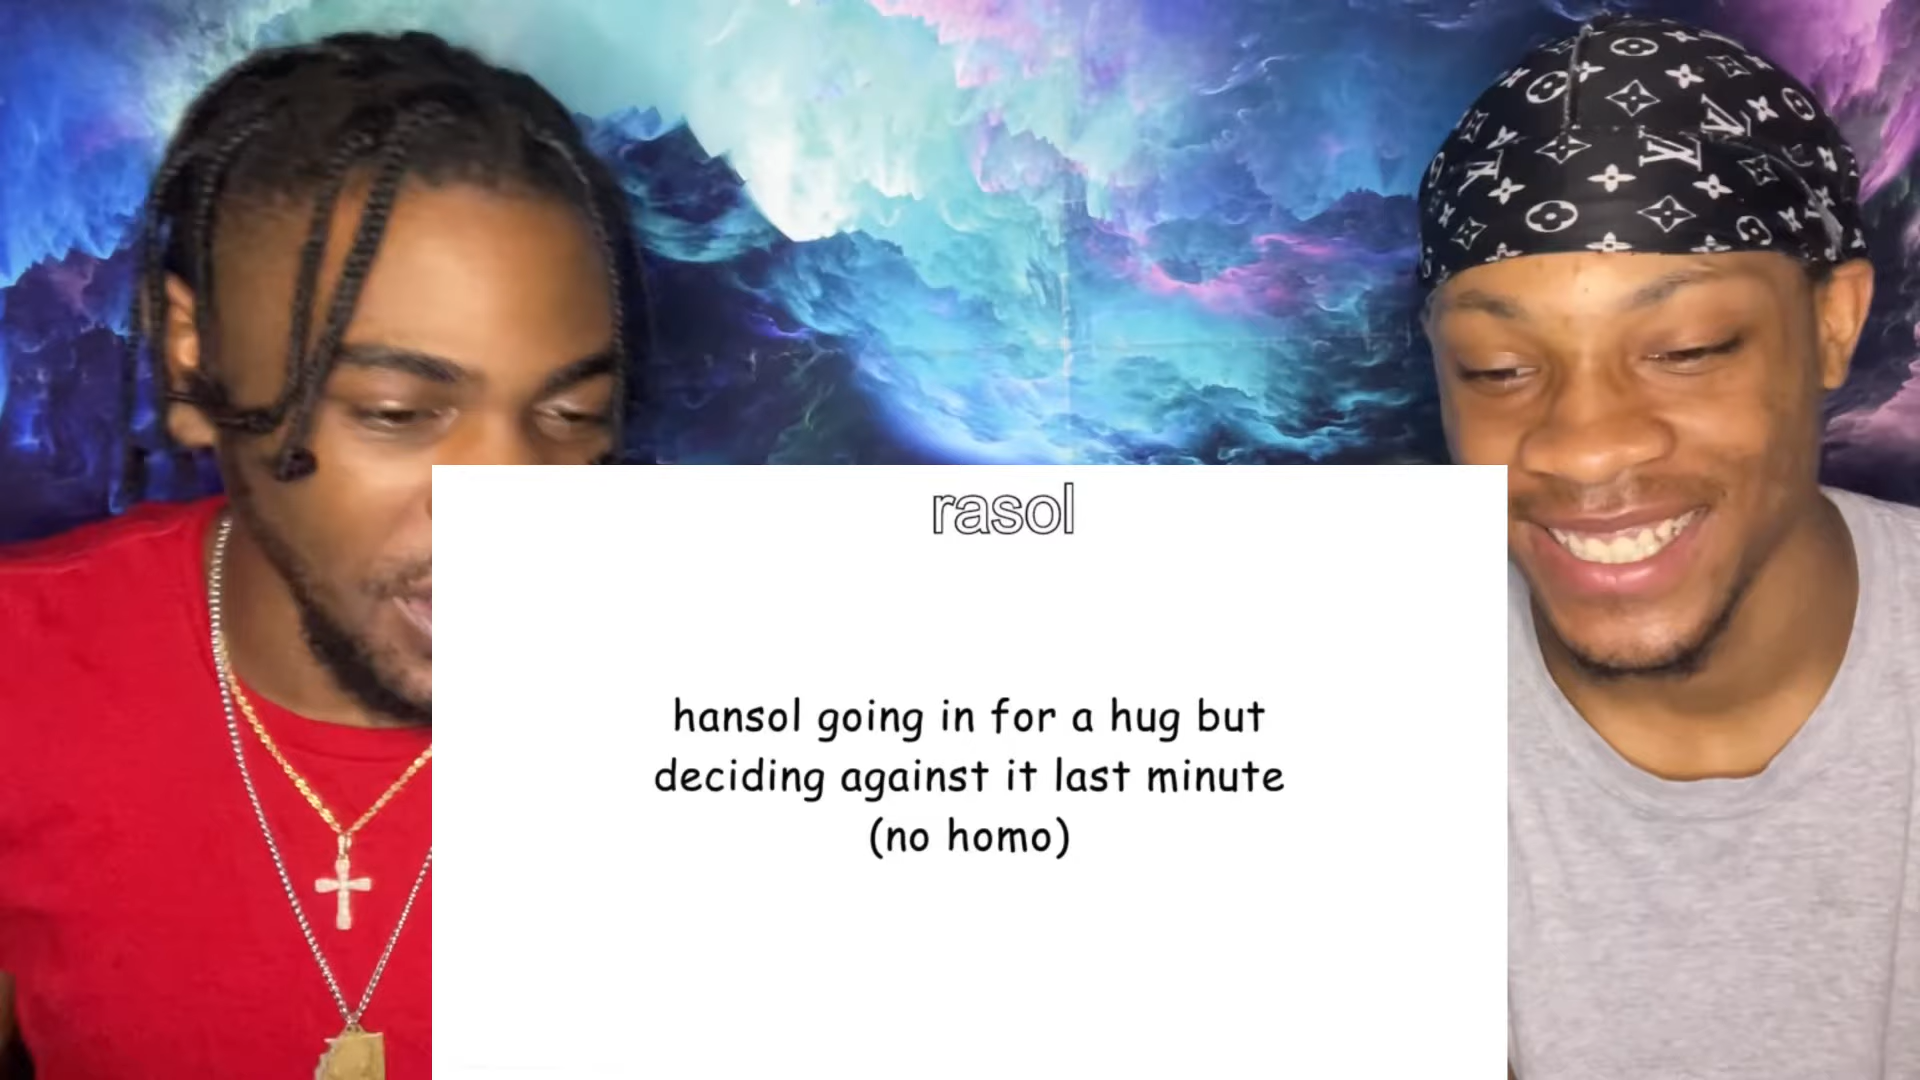 rasol
hansol going in for a hug but
deciding against it last minute
(no homo)